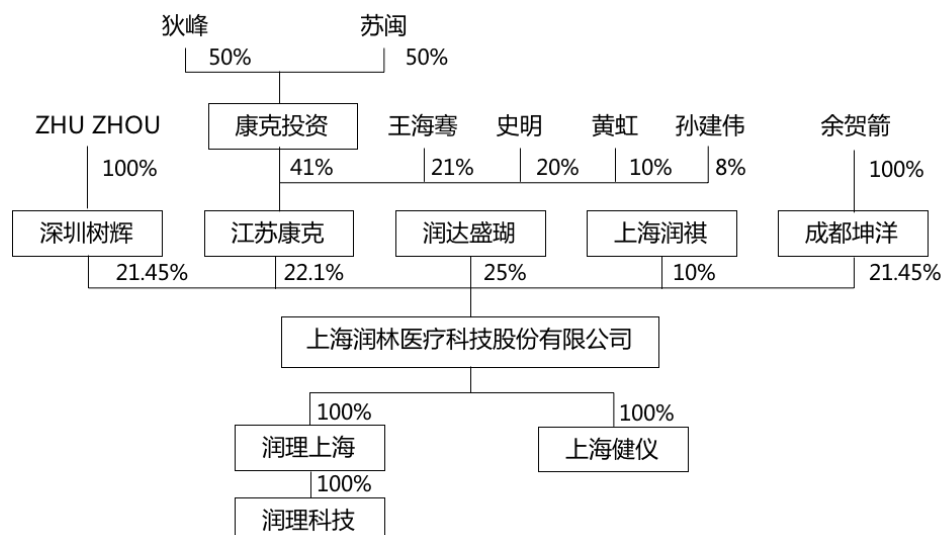 狄峰 苏闽
50% 50%
ZHU ZHOU 康克投资 王海骞 史明 黄虹 孙建伟 余贺箭
100% 41% 21% 20% 10% 8% 100%
深圳树辉 江苏康克 润达盛瑚 上海润祺 成都坤洋
21.45% 22.1% 25% 10% 21.45%
上海润林医疗科技股份有限公司
100% 100%
润理上海 上海健仪
100%
润理科技